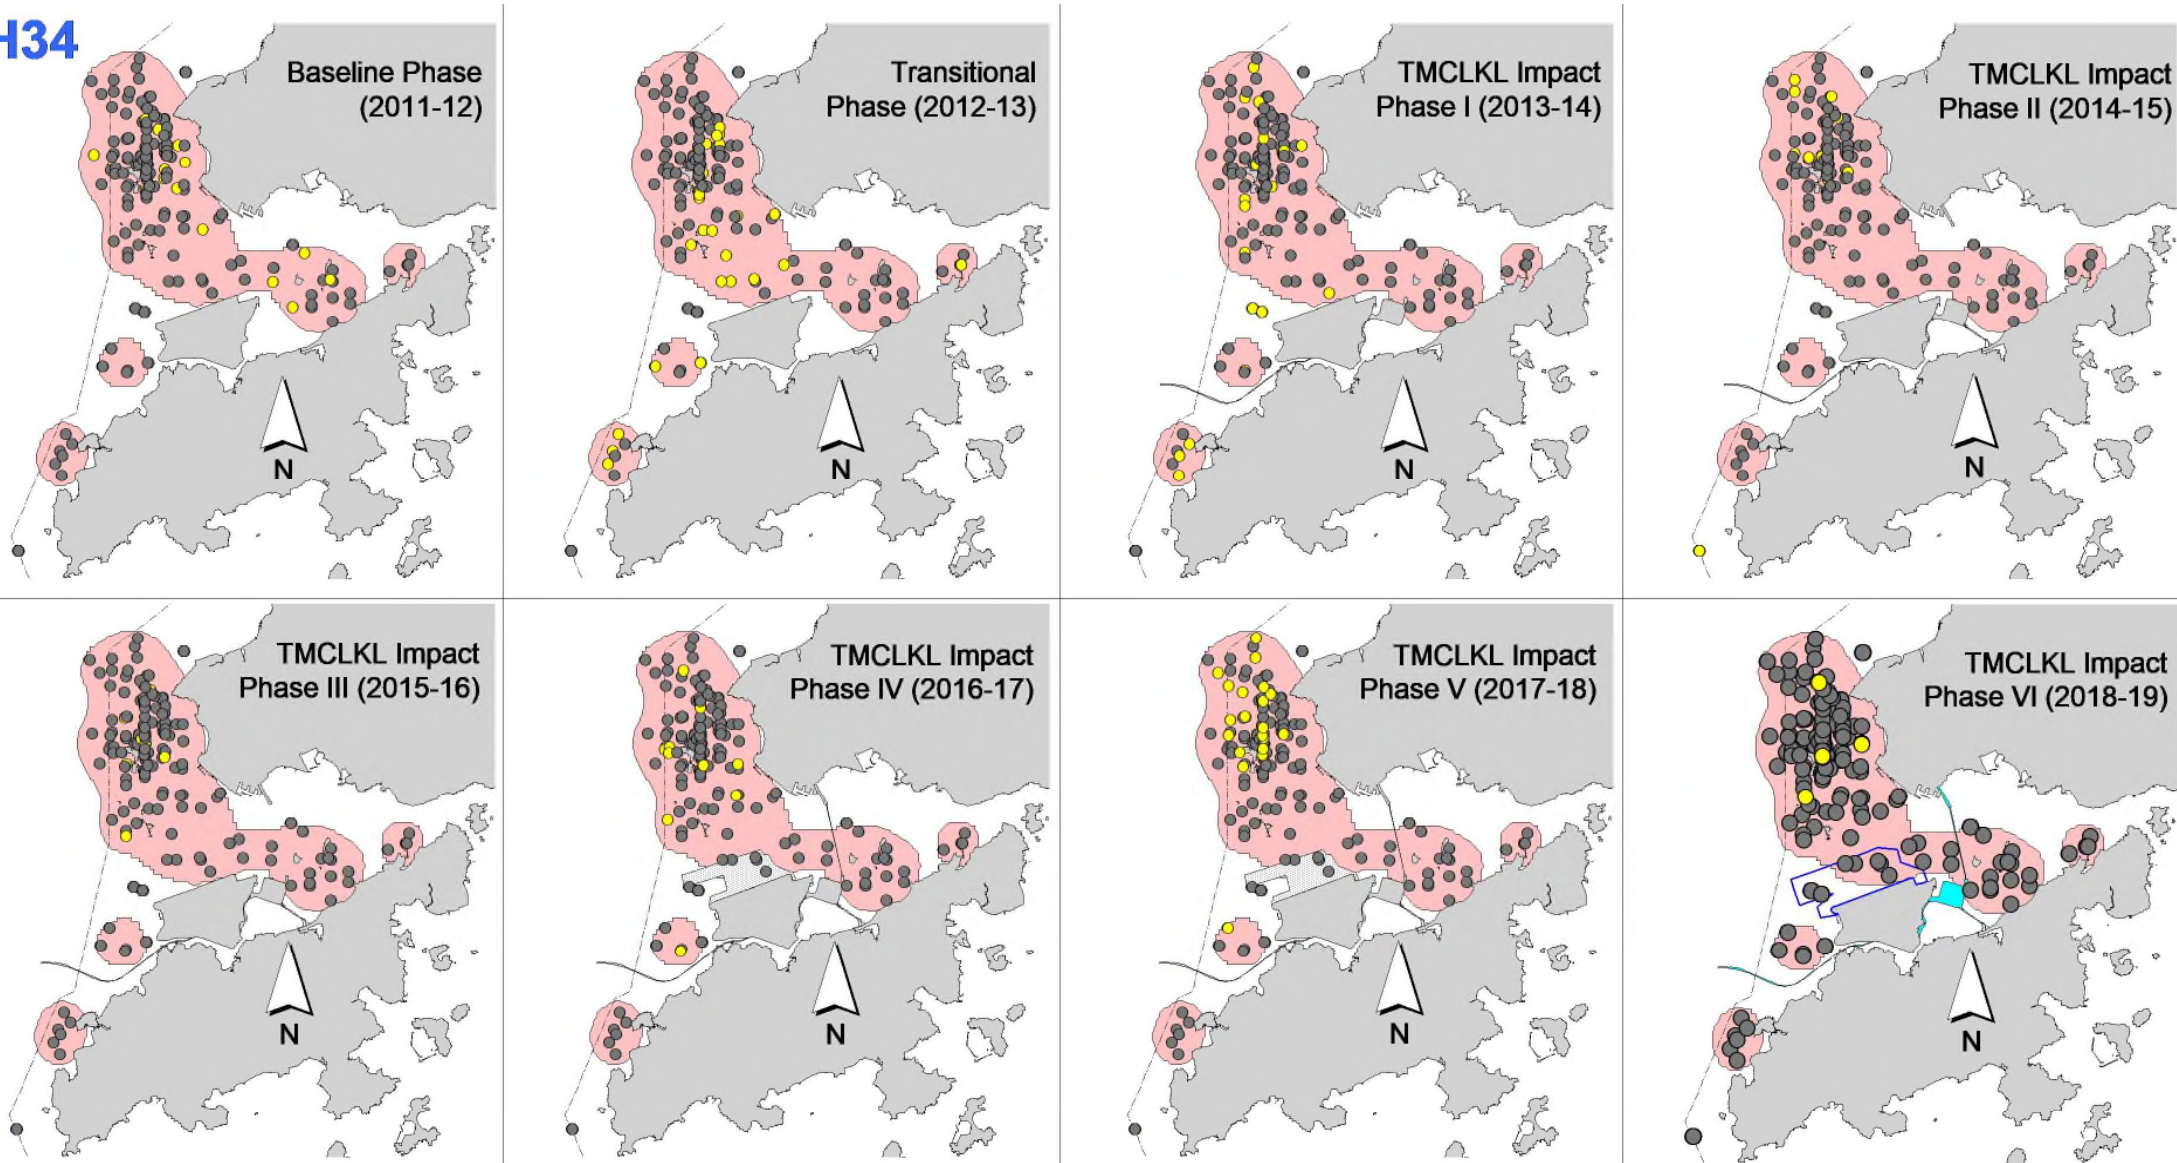 H34
Baseline Phase
(2011-12)
N
Transitional
Phase (2012-13)
N
TMCLKL Impact
Phase I (2013-14)
N
TMCLKL Impact
Phase II (2014-15)
N
TMCLKL Impact
Phase III (2015-16)
N
TMCLKL Impact
Phase IV (2016-17)
N
TMCLKL Impact
Phase V (2017-18)
N
TMCLKL Impact
Phase VI (2018-19)
N